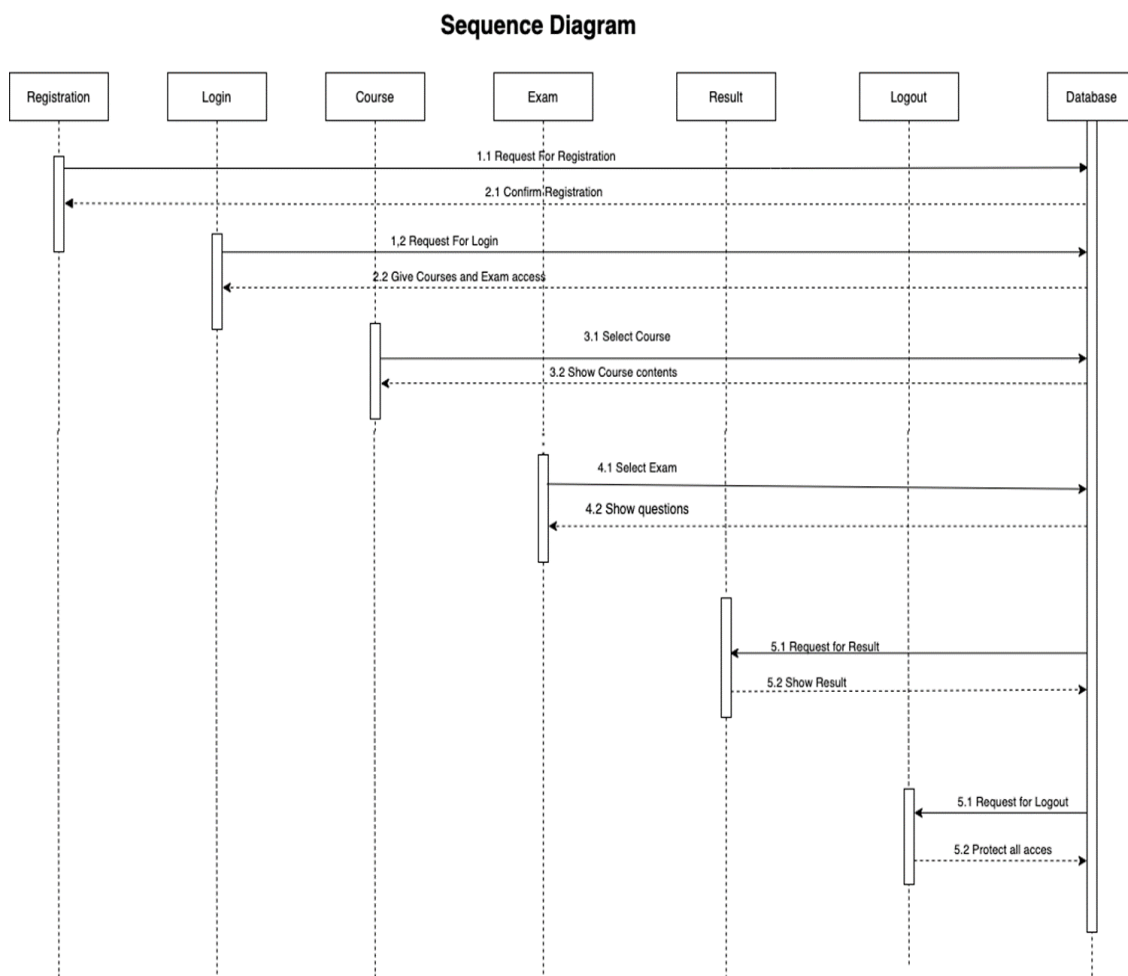 Sequence Diagram
Registration
Login
Course
Exam
Result
Logout
Database
1.1 Request For Registration
2.1 Confirm Registration
1,2 Request For Login
2.2 Give Courses and Exam access
3.1 Select Course
3.2 Show Course contents
4.1 Select Exam
4.2 Show questions
5.1 Request for Result
5.2 Show Result
5.1 Request for Logout
5.2 Protect all acces